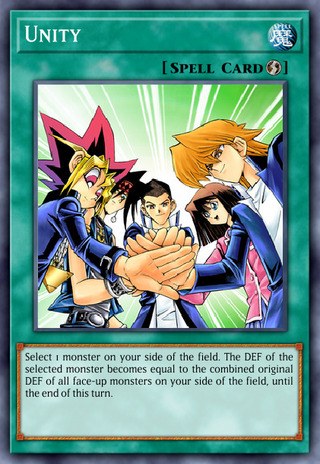 UNITY
[SPELL CARD]
魔
Select 1 monster on your side of the field. The DEF of the
selected monster becomes equal to the combined original
DEF of all face-up monsters on your side of the field, until
the end of this turn.